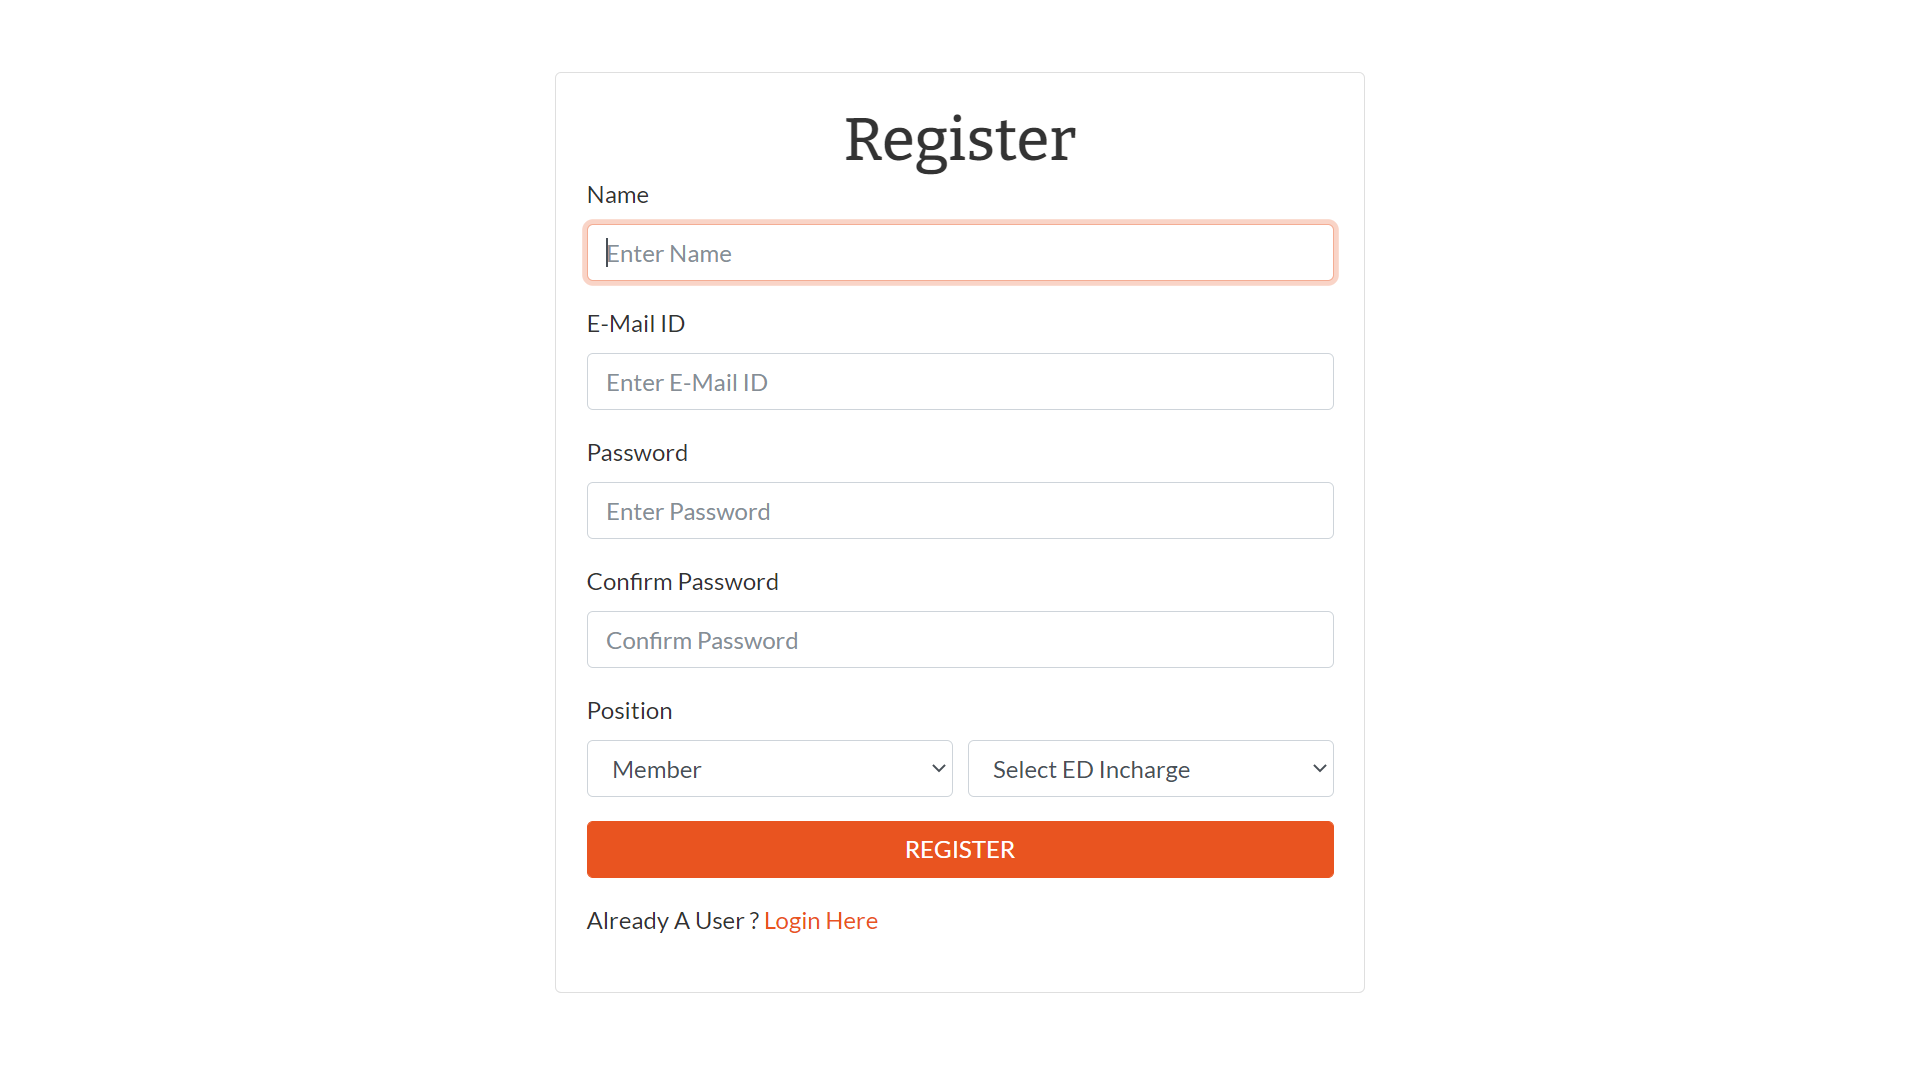 Register
Name
Enter Name
E-Mail ID
Enter E-Mail ID
Password
Enter Password
Confirm Password
Confirm Password
Position
Member Select ED Incharge
REGISTER
Already A User ? Login Here